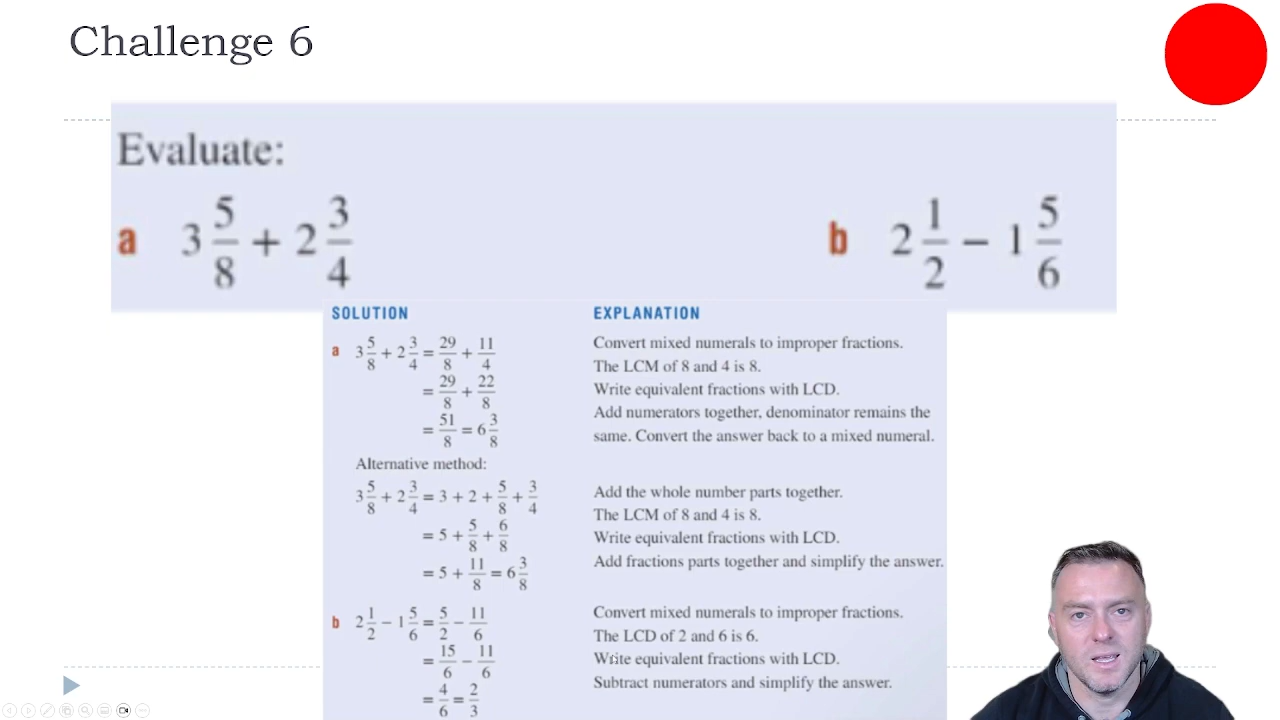 Challenge 6
Evaluate:
a 3 5/8 + 2 3/4
b 2 1/2 − 1 5/6
SOLUTION EXPLANATION
a 3 5/8 + 2 3/4 = 29/8 + 11/4 Convert mixed numerals to improper fractions.
The LCM of 8 and 4 is 8.
= 29/8 + 22/8 Write equivalent fractions with LCD.
= 51/8 = 6 3/8 Add numerators together, denominator remains the
same. Convert the answer back to a mixed numeral.
Alternative method:
3 5/8 + 2 3/4 = 3 + 2 + 5/8 + 3/4 Add the whole number parts together.
The LCM of 8 and 4 is 8.
= 5 + 5/8 + 6/8 Write equivalent fractions with LCD.
= 5 + 11/8 = 6 3/8 Add fractions parts together and simplify the answer.
b 2 1/2 − 1 5/6 = 5/2 − 11/6 Convert mixed numerals to improper fractions.
The LCD of 2 and 6 is 6.
= 15/6 − 11/6 Write equivalent fractions with LCD.
= 4/6 = 2/3 Subtract numerators and simplify the answer.